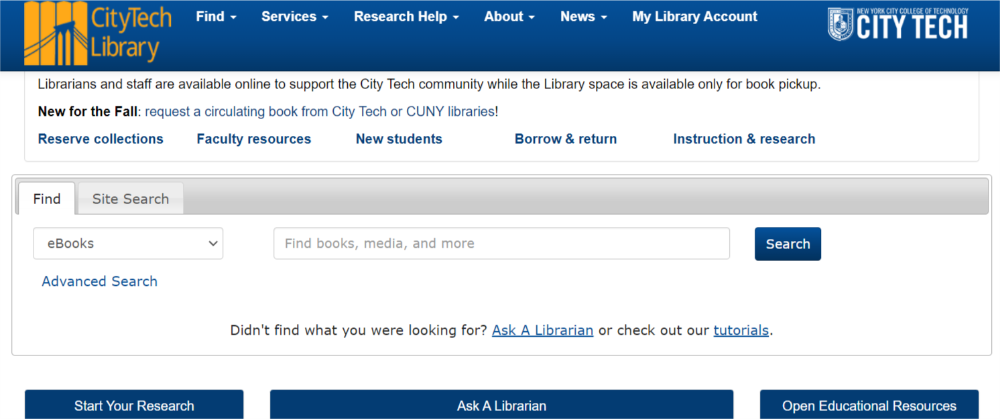 CityTech
Library
Find Services Research Help About News My Library Account
NEW YORK CITY COLLEGE OF TECHNOLOGY
CITY TECH
Librarians and staff are available online to support the City Tech community while the Library space is available only for book pickup.
New for the Fall: request a circulating book from City Tech or CUNY libraries!
Reserve collections Faculty resources New students Borrow & return Instruction & research
Find Site Search
eBooks Find books, media, and more Search
Advanced Search
Didn't find what you were looking for? Ask A Librarian or check out our tutorials.
Start Your Research Ask A Librarian Open Educational Resources